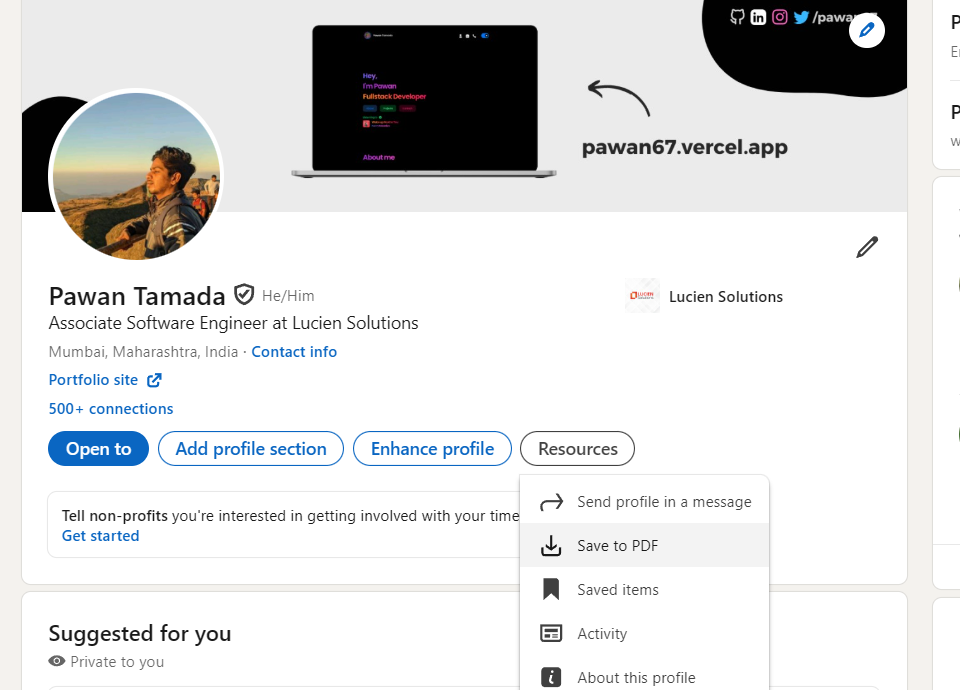 /pawan67
Hey,
I'm Pawan
Fullstack Developer
About me
pawan67.vercel.app
Pawan Tamada He/Him
LUCIEN
Lucien Solutions
Associate Software Engineer at Lucien Solutions
Mumbai, Maharashtra, India · Contact info
Portfolio site
500+ connections
Open to
Add profile section
Enhance profile
Resources
Tell non-profits you're interested in getting involved with your time
Get started
Send profile in a message
Save to PDF
Saved items
Activity
About this profile
Suggested for you
Private to you